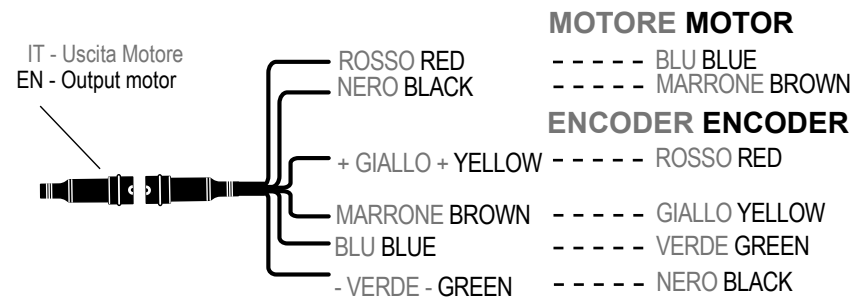 MOTORE MOTOR
IT - Uscita Motore
EN - Output motor
ROSSO RED - - - - - BLU BLUE
NERO BLACK - - - - - MARRONE BROWN
ENCODER ENCODER
+ GIALLO + YELLOW - - - - - ROSSO RED
MARRONE BROWN - - - - - GIALLO YELLOW
BLU BLUE - - - - - VERDE GREEN
- VERDE - GREEN - - - - - NERO BLACK